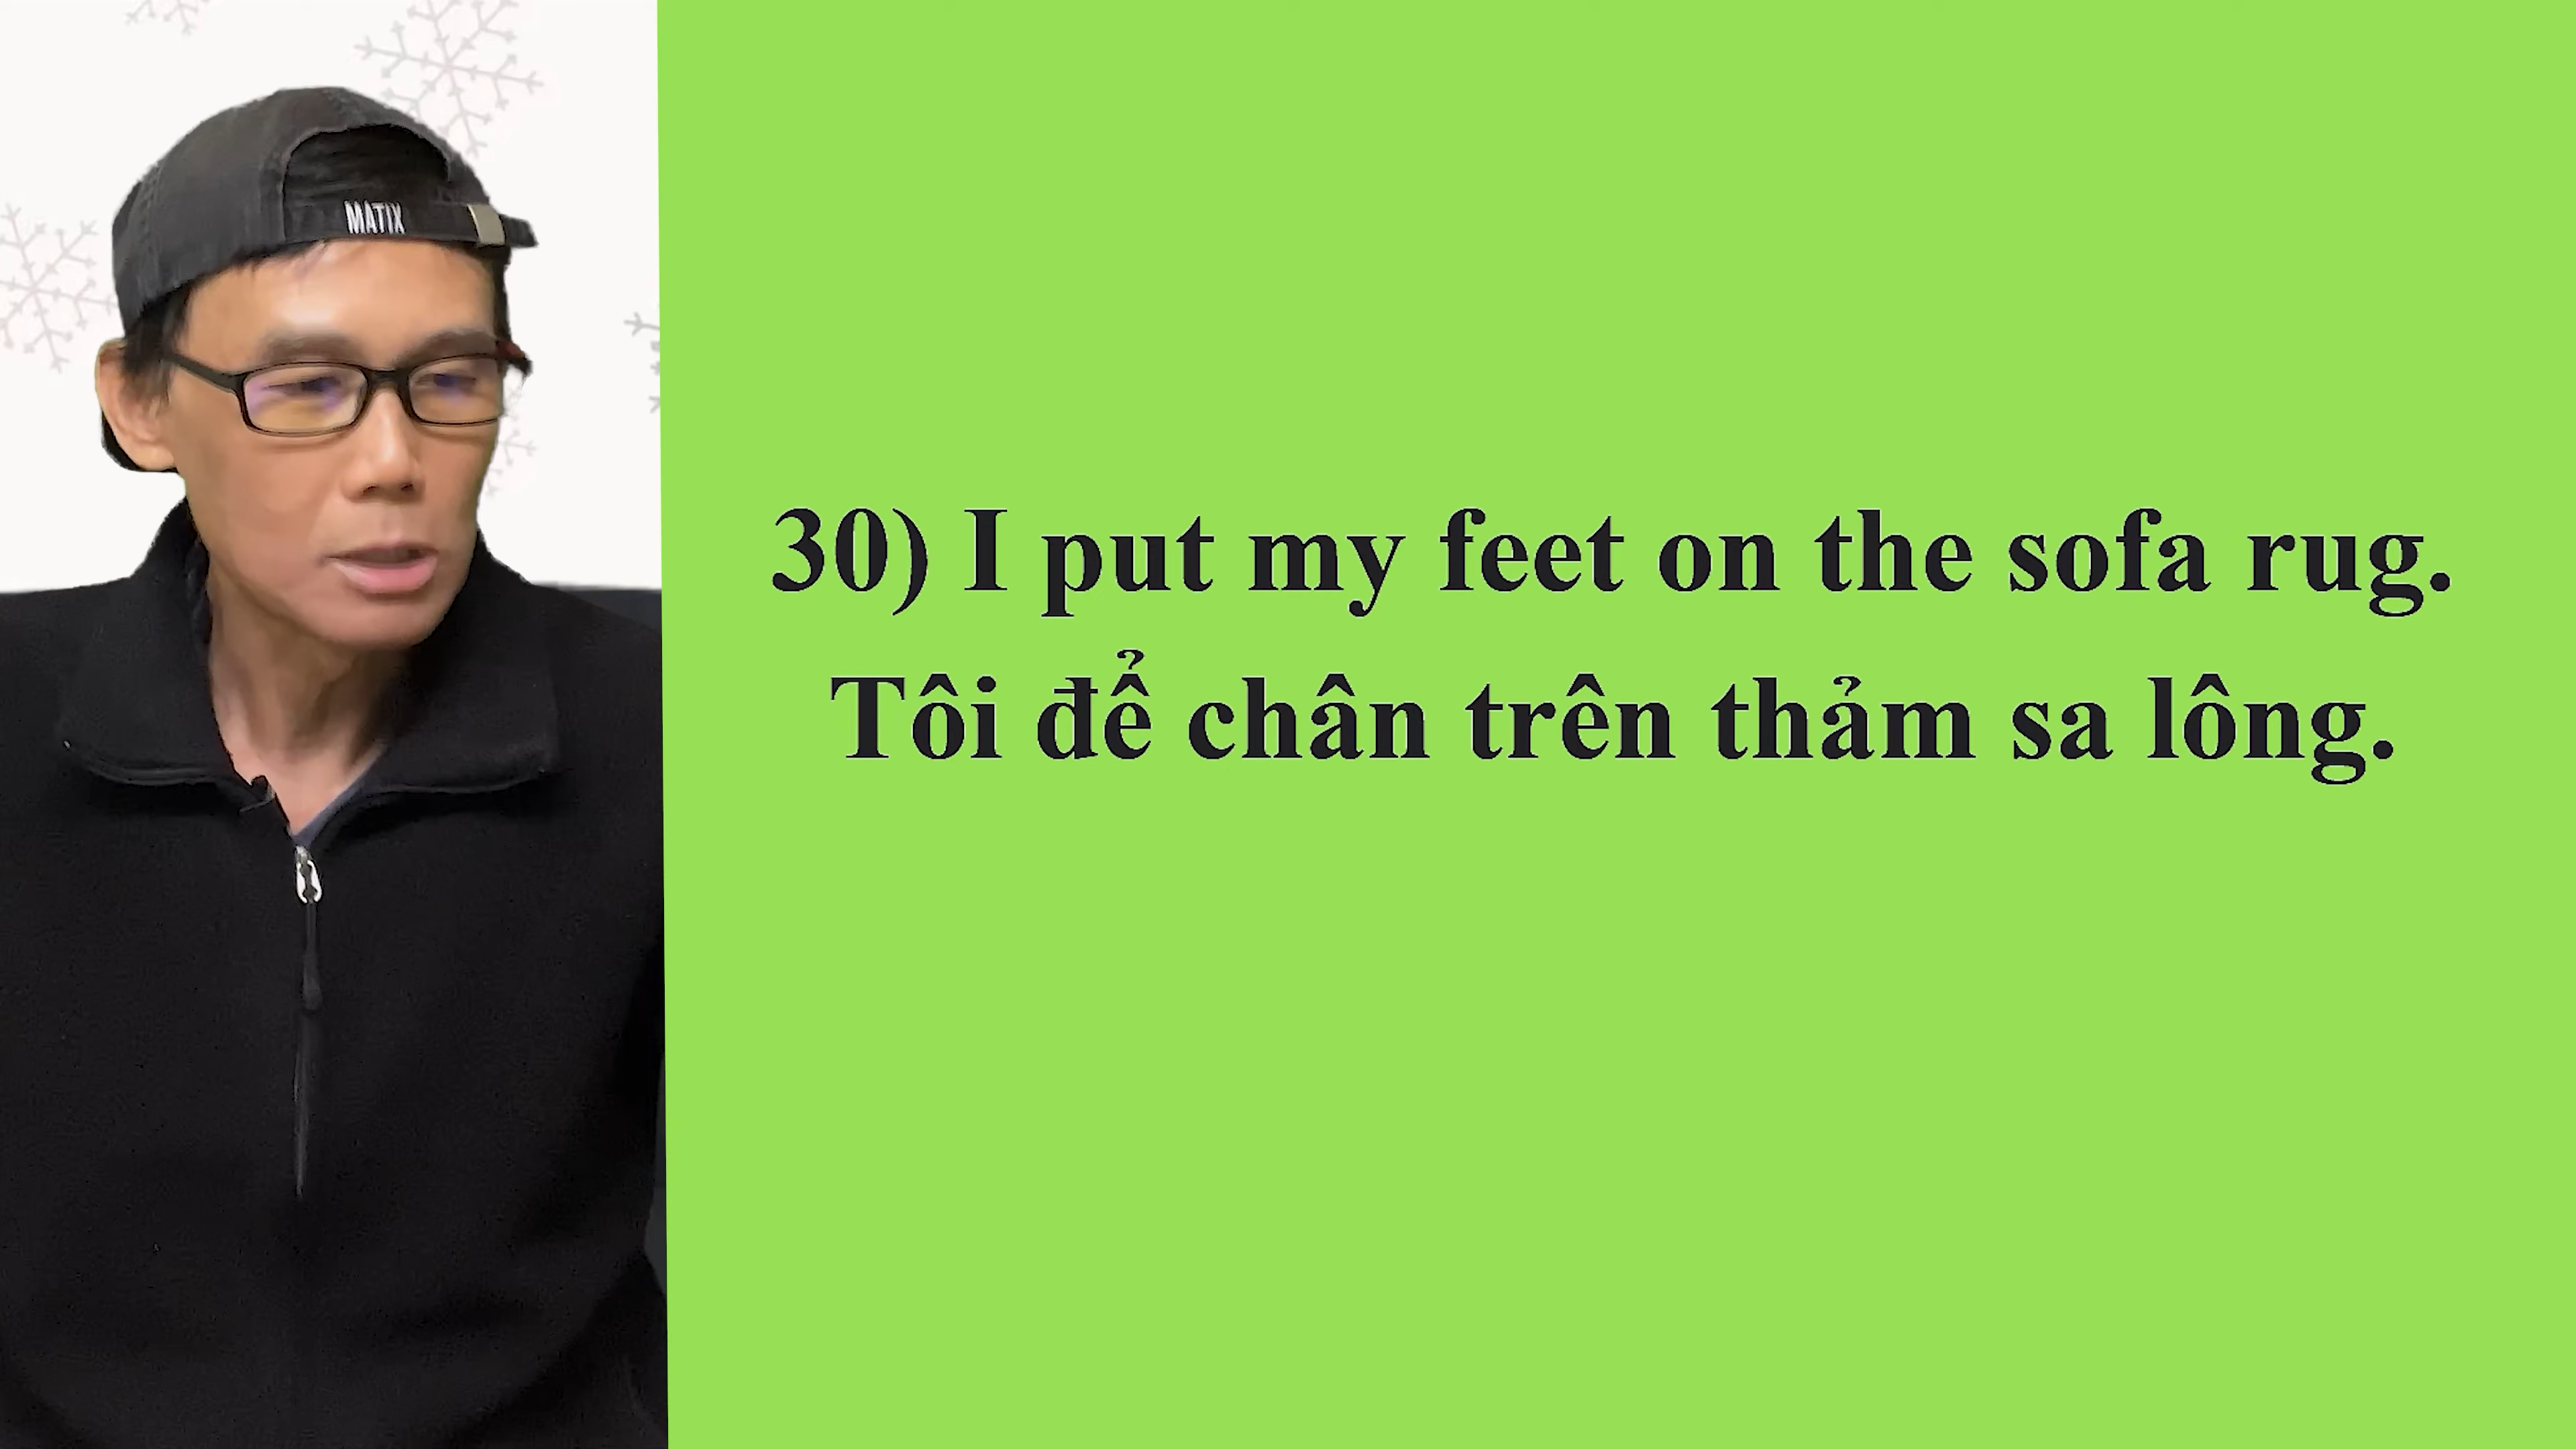 MATIX
30) I put my feet on the sofa rug.
Tôi để chân trên thảm sa lông.